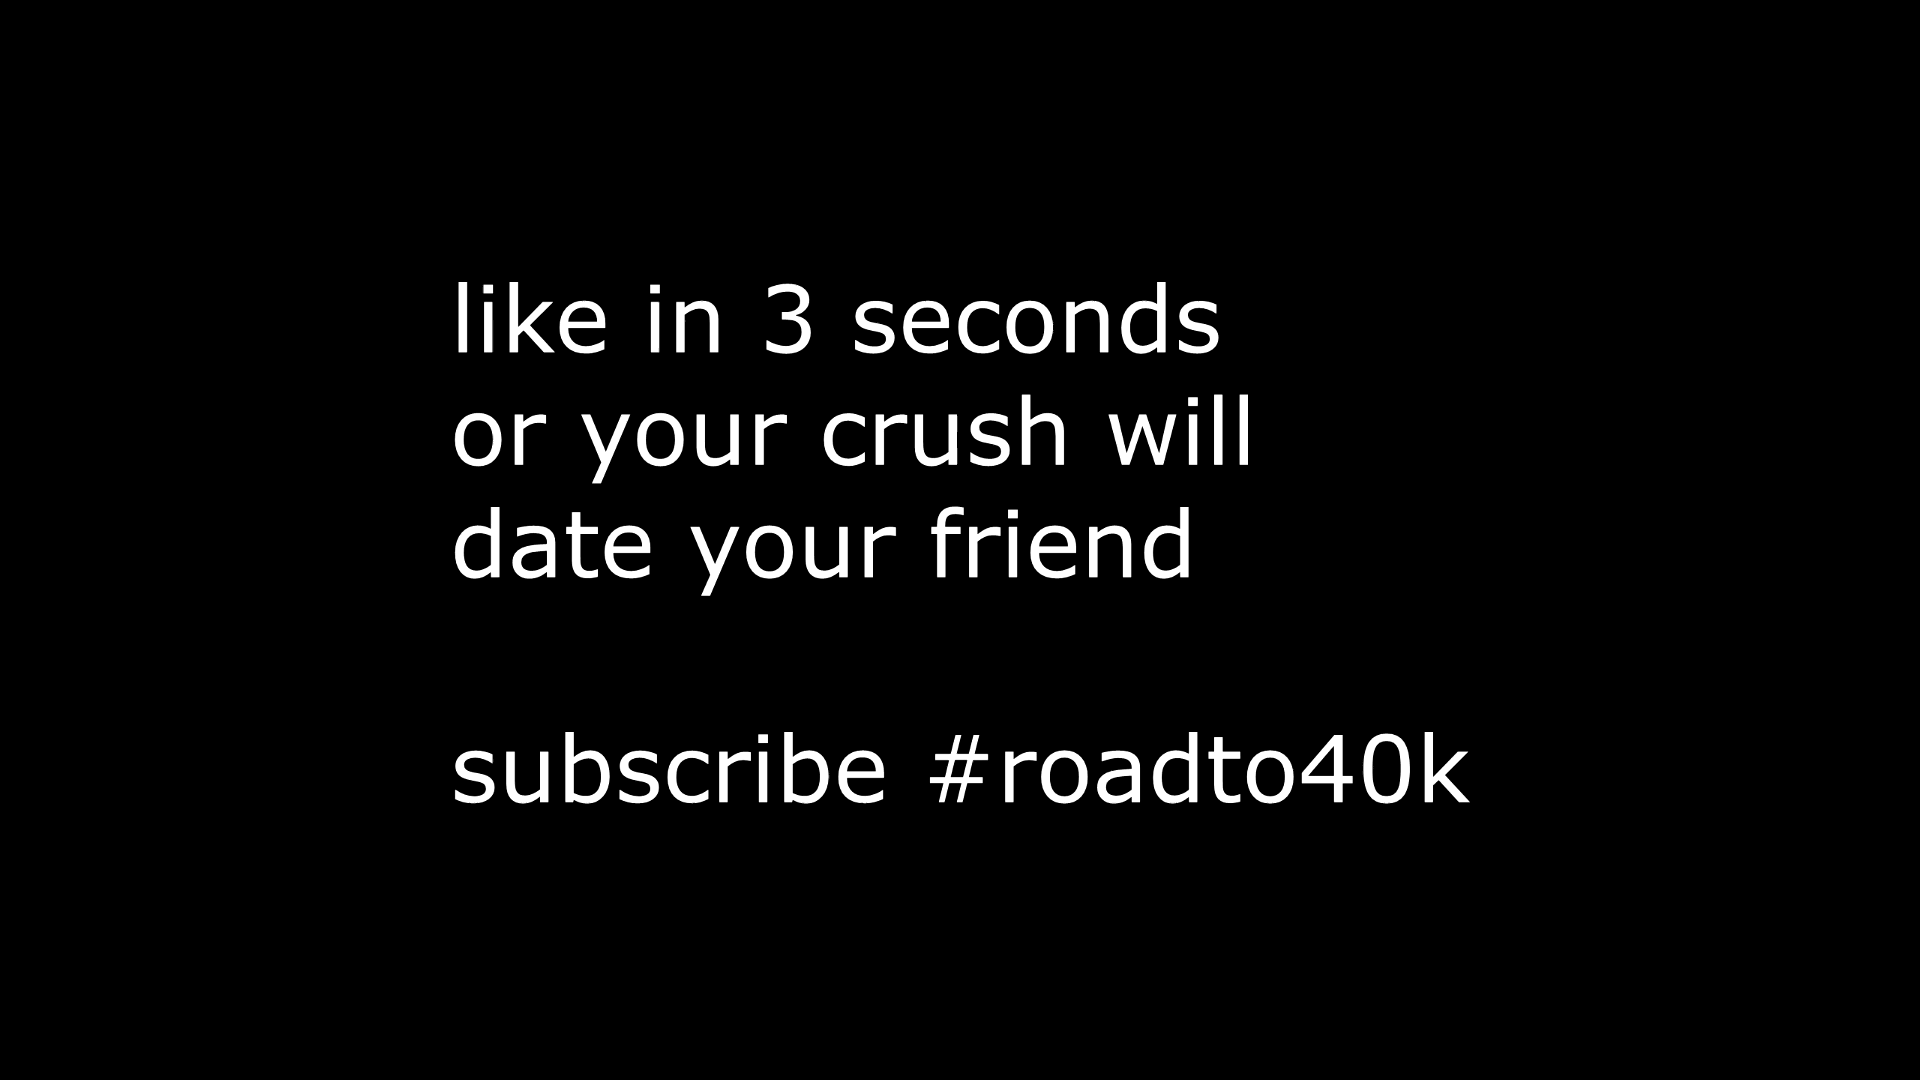 like in 3 seconds
or your crush will
date your friend
subscribe #roadto40k